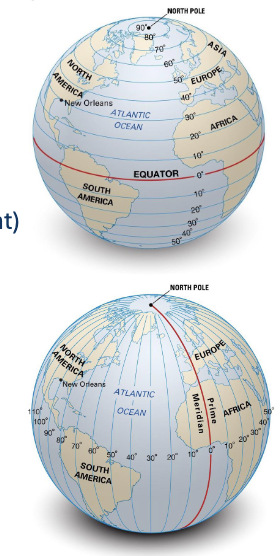 NORTH POLE
90°
80°
70°
60°
50°
40°
30°
20°
10°
0°
10°
20°
30°
40°
50°
ASIA
NORTH
AMERICA
EUROPE
New Orleans
ATLANTIC
OCEAN
AFRICA
EQUATOR
SOUTH
AMERICA
nt)
NORTH POLE
NORTH
AMERICA
EUROPE
New Orleans
ATLANTIC
OCEAN
Prime
Meridian
AFRICA
110°
100°
90°
80°
70°
60°
50°
40°
30°
20°
10°
0°
10°
20°
30°
40°
50°
SOUTH
AMERICA